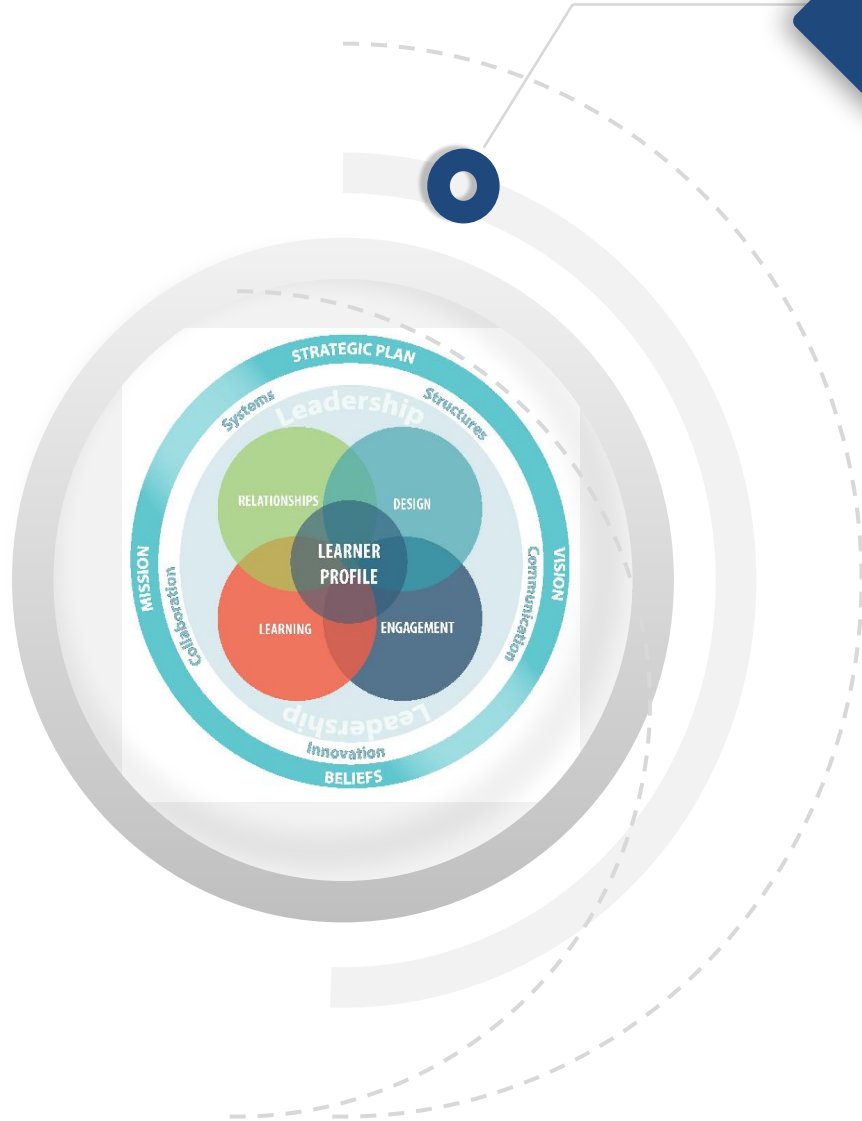 STRATEGIC PLAN
Systems
Structures
Leadership
RELATIONSHIPS
DESIGN
LEARNER
PROFILE
MISSION
VISION
Collaboration
Communication
LEARNING
ENGAGEMENT
Leadership
Innovation
BELIEFS